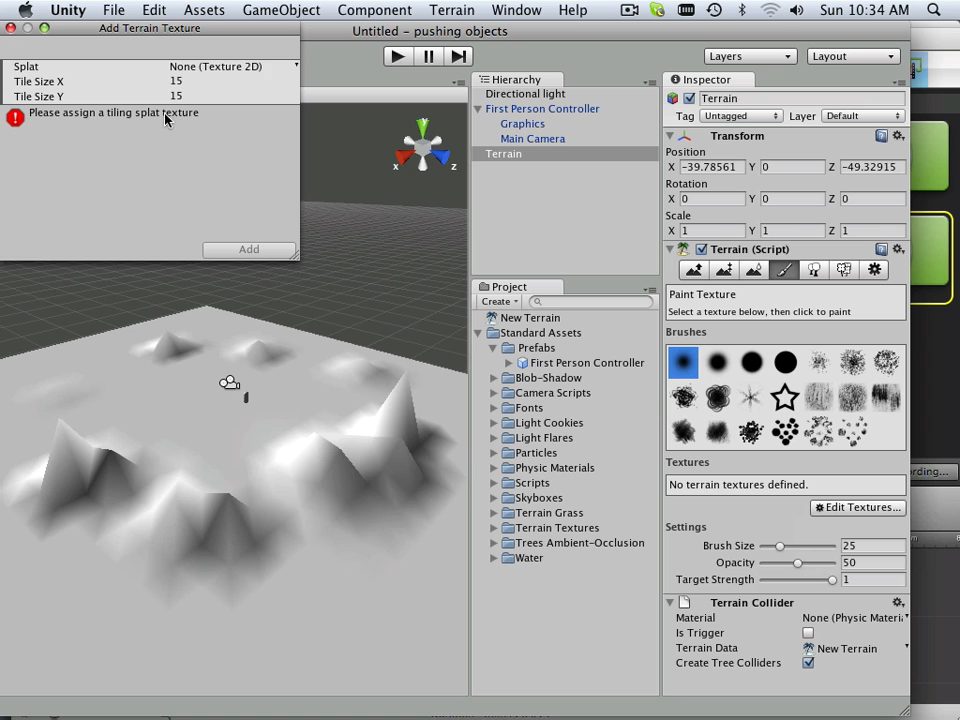 Unity File Edit Assets GameObject Component Terrain Window Help Sun 10:34 AM
Untitled - pushing objects
Add Terrain Texture
Splat None (Texture 2D)
Tile Size X 15
Tile Size Y 15
Please assign a tiling splat texture
Add
Layers Layout
y
x z
Hierarchy
Directional light
First Person Controller
Graphics
Main Camera
Terrain
Project
Create
New Terrain
Standard Assets
Prefabs
First Person Controller
Blob-Shadow
Camera Scripts
Fonts
Light Cookies
Light Flares
Particles
Physic Materials
Scripts
Skyboxes
Terrain Grass
Terrain Textures
Trees Ambient-Occlusion
Water
Inspector
Terrain
Tag Untagged Layer Default
Transform
Position
X -39.78561 Y 0 Z -49.32915
Rotation
X 0 Y 0 Z 0
Scale
X 1 Y 1 Z 1
Terrain (Script)
Paint Texture
Select a texture below, then click to paint
Brushes
Textures
No terrain textures defined.
Edit Textures...
Settings
Brush Size 25
Opacity 50
Target Strength 1
Terrain Collider
Material None (Physic Materi
Is Trigger
Terrain Data New Terrain
Create Tree Colliders
rding...